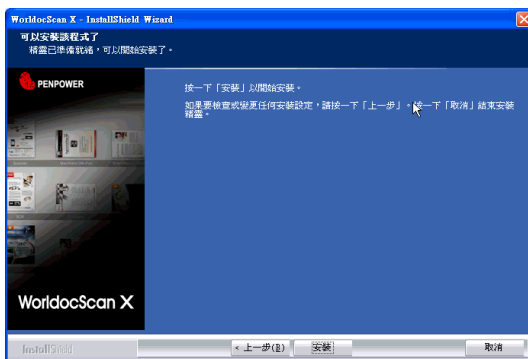 WorldocScan X - InstallShield Wizard
可以安裝該程式了
精靈已準備就緒，可以開始安裝了。
PENPOWER
按一下「安裝」以開始安裝。
如果要檢查或變更任何安裝設定，請按一下「上一步」。按一下「取消」結束安裝
精靈。
WorldocScan X
InstallShield
< 上一步(B)
安裝
取消